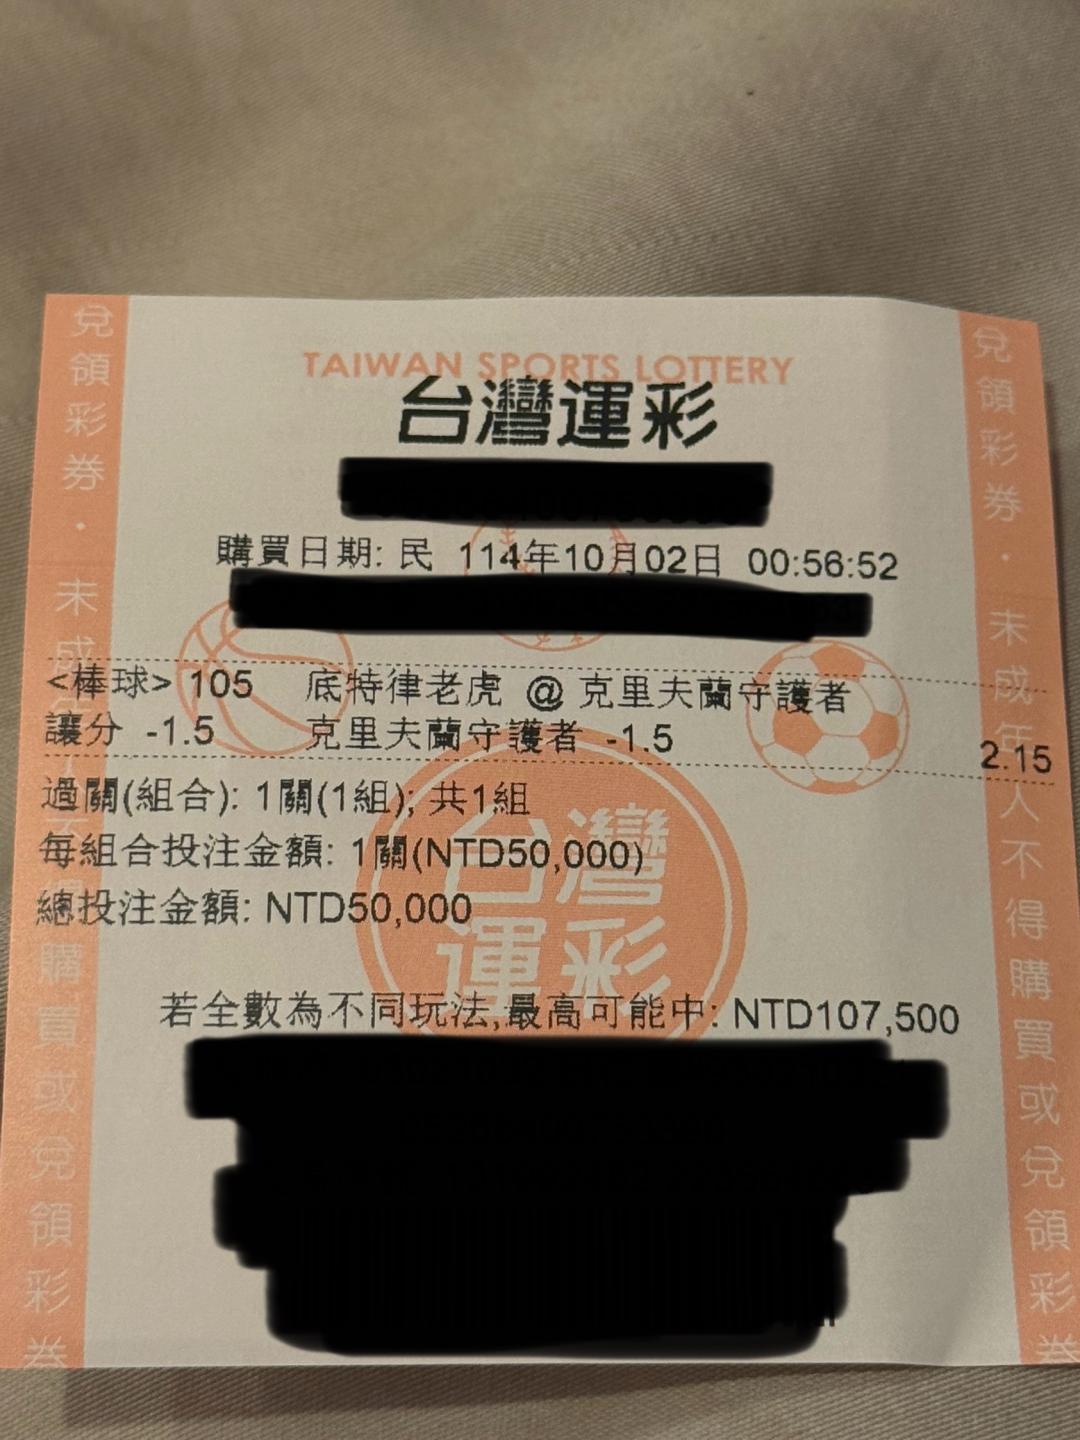 TAIWAN SPORTS LOTTERY
台灣運彩
購買日期: 民 114年10月02日 00:56:52
<棒球> 105 底特律老虎 @ 克里夫蘭守護者
讓分 -1.5 克里夫蘭守護者 -1.5 2.15
過關(組合): 1關(1組); 共1組
每組合投注金額: 1關(NTD50,000)
總投注金額: NTD50,000
台灣
運彩
若全數為不同玩法,最高可能中: NTD107,500
兌領彩券・未成年人不得購買或兌領彩券
兌領彩券・未成年人不得購買或兌領彩券